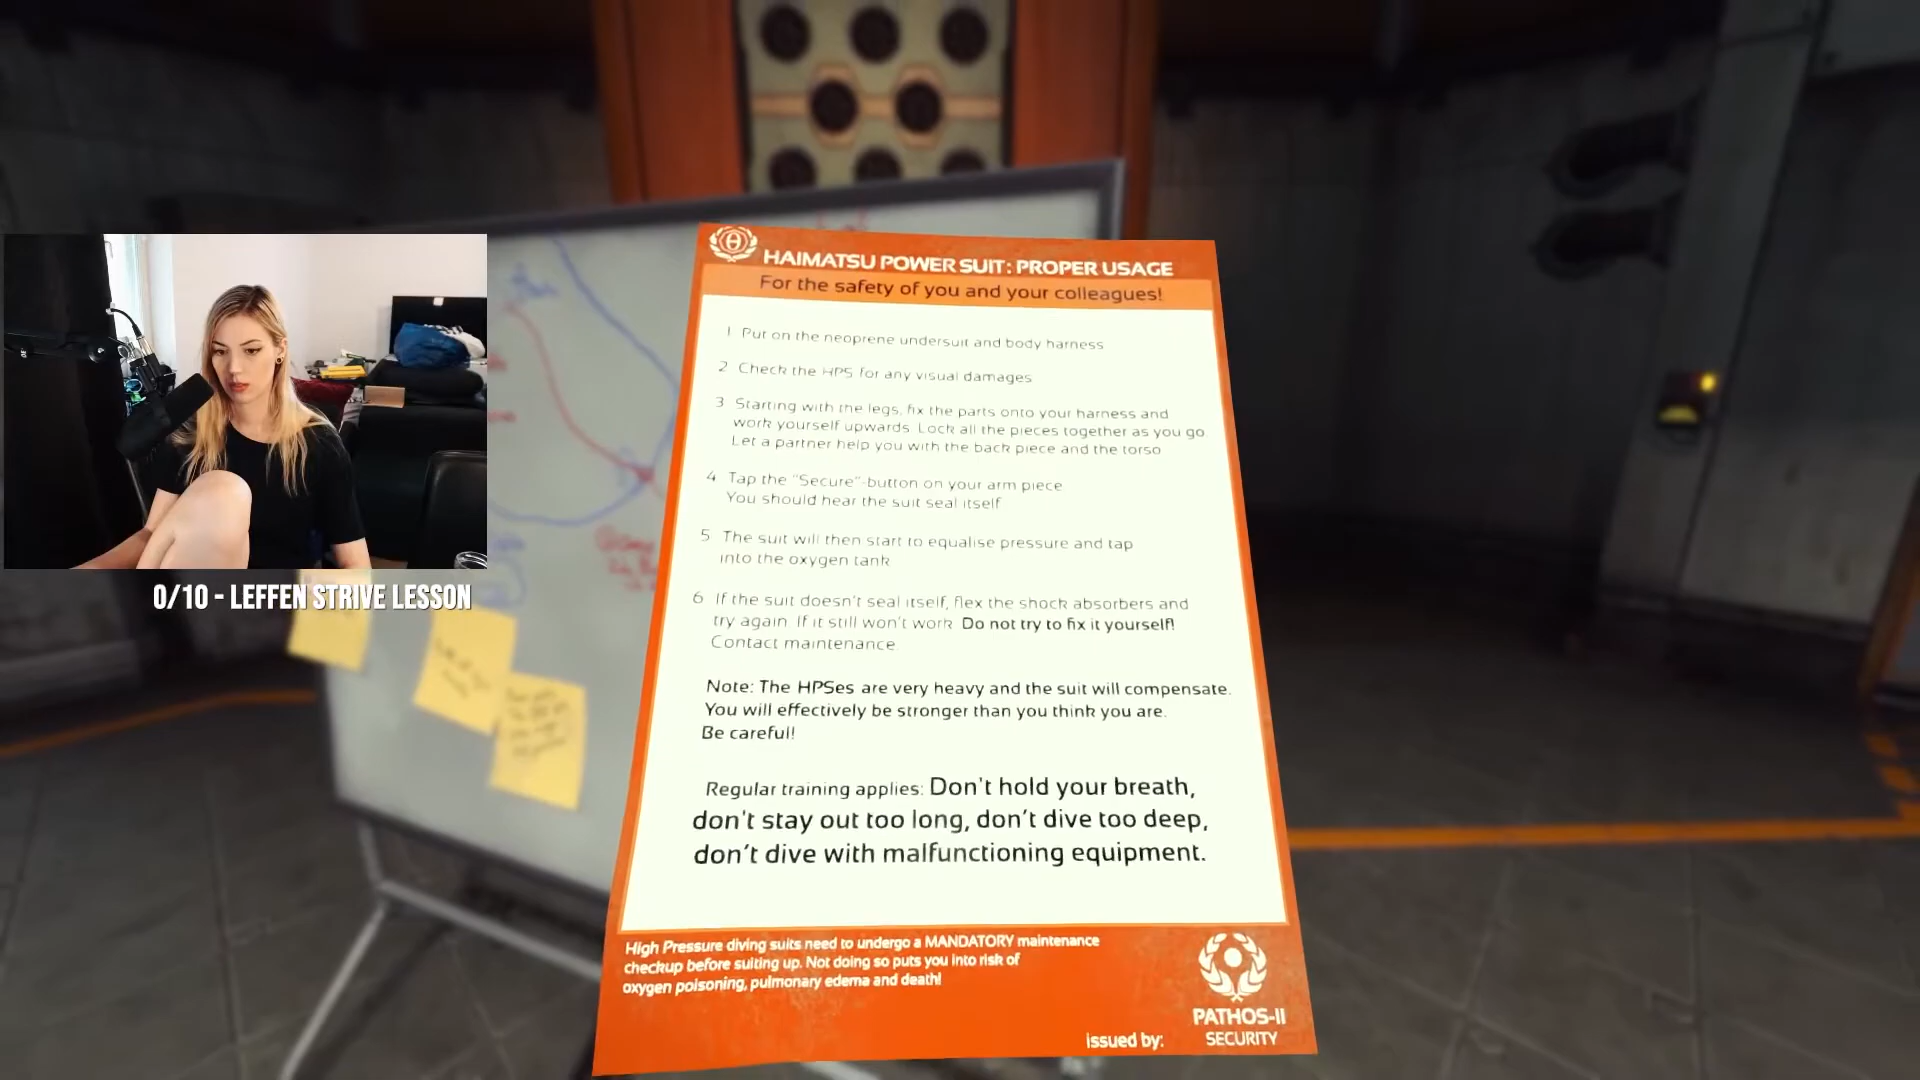 HAIMATSU POWER SUIT: PROPER USAGE
For the safety of you and your colleagues!
1 Put on the neoprene undersuit and body harness
2 Check the HPS for any visual damages
3 Starting with the legs, fix the parts onto your harness and
work yourself upwards. Lock all the pieces together as you go.
Let a partner help you with the back piece and the torso
4 Tap the "Secure"-button on your arm piece
You should hear the suit seal itself
5 The suit will then start to equalise pressure and tap
into the oxygen tank
6 If the suit doesn't seal itself, flex the shock absorbers and
try again. If it still won't work. Do not try to fix it yourself!
Contact maintenance.
Note: The HPSes are very heavy and the suit will compensate.
You will effectively be stronger than you think you are.
Be careful!
Regular training applies: Don't hold your breath,
don't stay out too long, don't dive too deep,
don't dive with malfunctioning equipment.
High Pressure diving suits need to undergo a MANDATORY maintenance
checkup before suiting up. Not doing so puts you into risk of
oxygen poisoning, pulmonary edema and death!
issued by:
PATHOS-II
SECURITY
0/10 - LEFFEN STRIVE LESSON